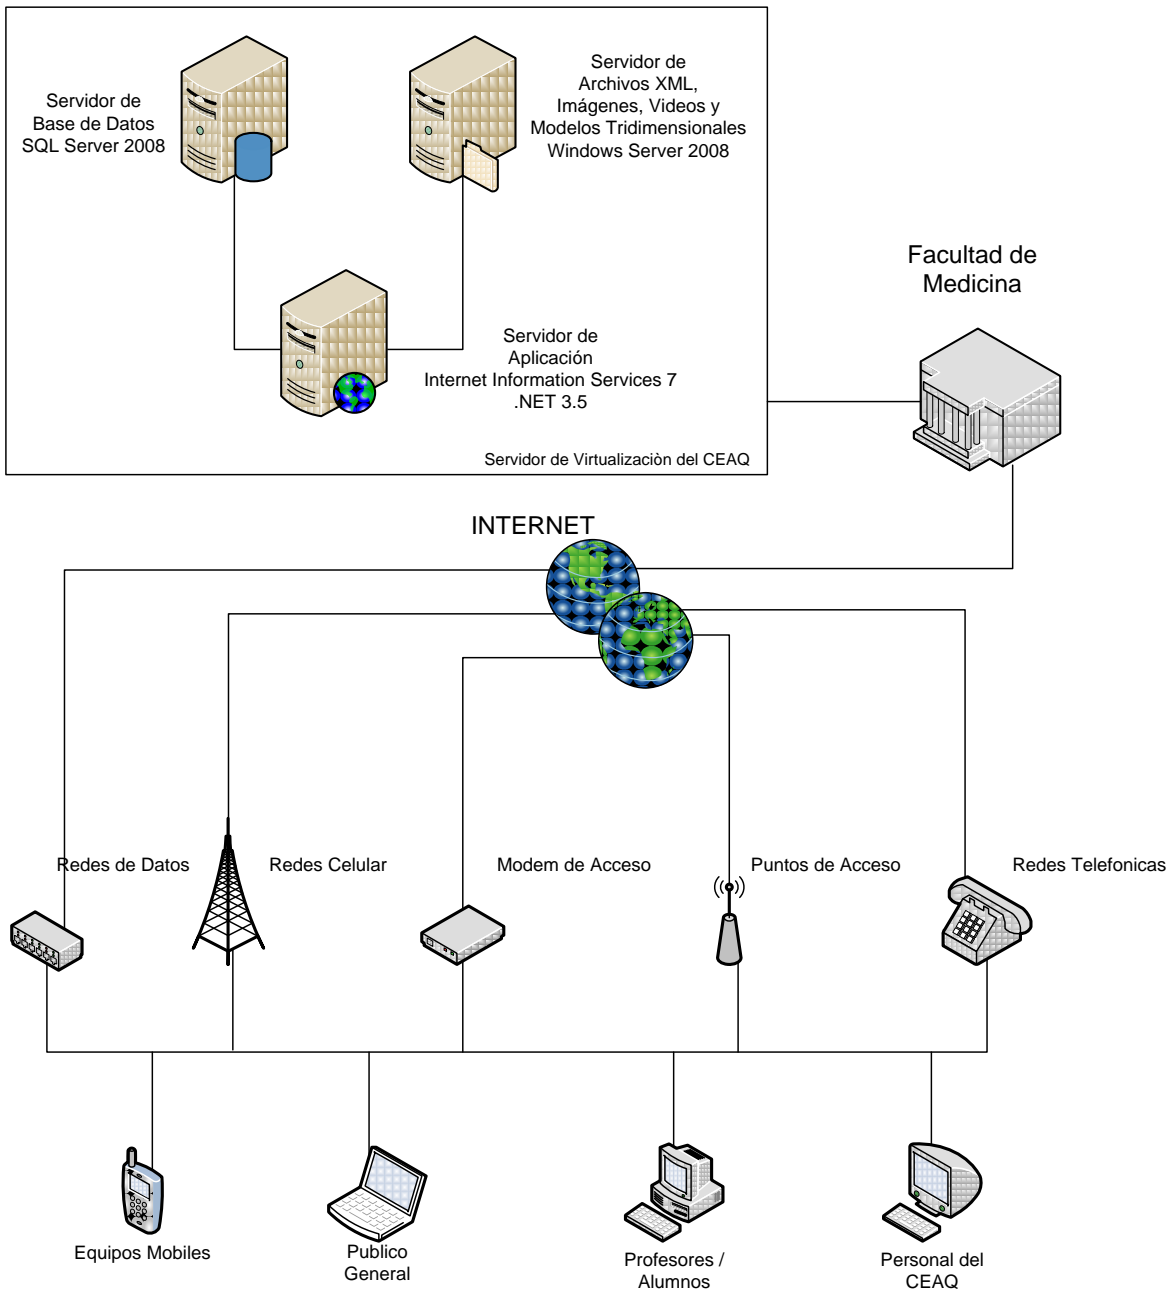 Servidor de
Base de Datos
SQL Server 2008
Servidor de
Archivos XML,
Imágenes, Videos y
Modelos Tridimensionales
Windows Server 2008
Servidor de
Aplicación
Internet Information Services 7
.NET 3.5
Servidor de Virtualizaciòn del CEAQ
Facultad de
Medicina
INTERNET
Redes de Datos
Redes Celular
Modem de Acceso
Puntos de Acceso
Redes Telefonicas
Equipos Mobiles
Publico
General
Profesores /
Alumnos
Personal del
CEAQ